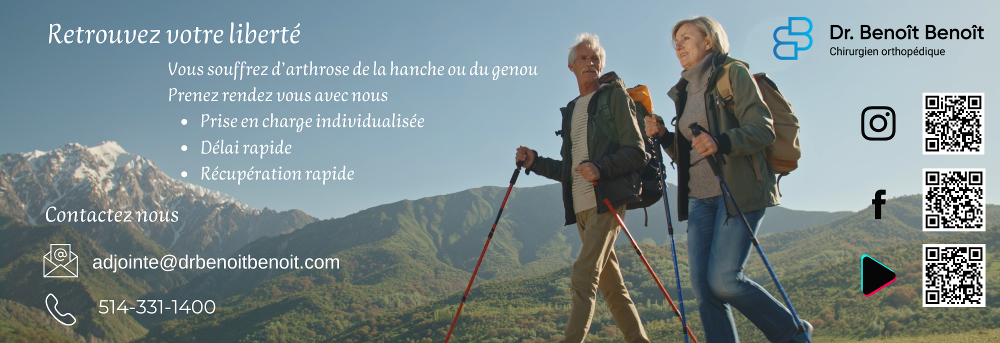 Retrouvez votre liberté
Vous souffrez d’arthrose de la hanche ou du genou
Prenez rendez vous avec nous
• Prise en charge individualisée
• Délai rapide
• Récupération rapide
Contactez nous
adjointe@drbenoitbenoit.com
514-331-1400
Dr. Benoît Benoît
Chirurgien orthopédique